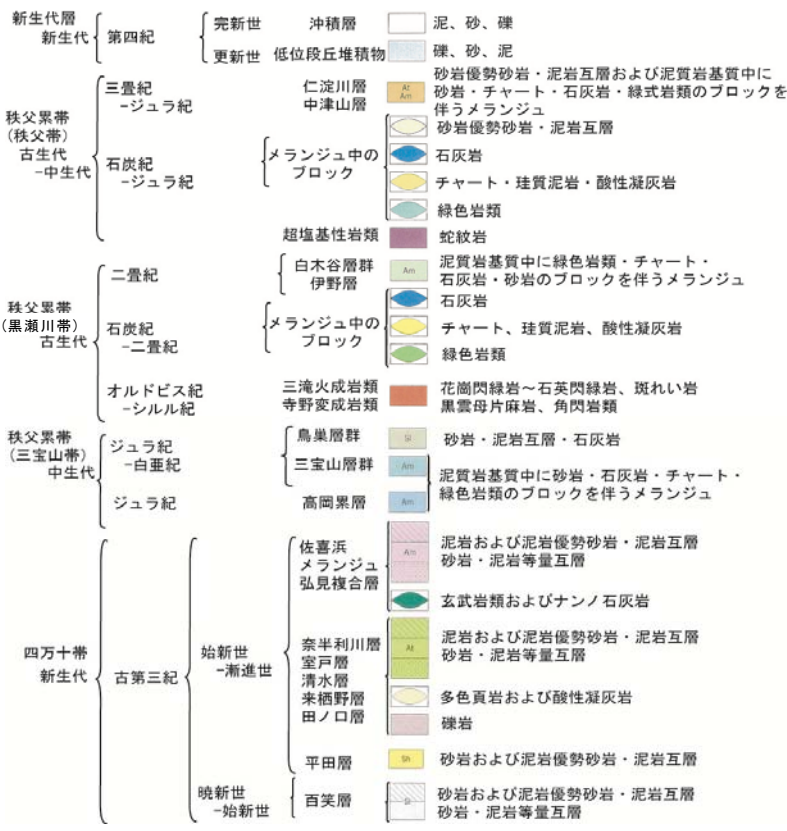 新生代層
新生代 第四紀 完新世 沖積層 泥、砂、礫
更新世 低位段丘堆積物 礫、砂、泥
秩父累帯
(秩父帯)
古生代
-中生代
三畳紀
-ジュラ紀
仁淀川層
中津山層
At
Am
砂岩優勢砂岩・泥岩互層および泥質岩基質中に
砂岩・チャート・石灰岩・緑式岩類のブロックを
伴うメランジュ
石炭紀
-ジュラ紀
メランジュ中の
ブロック
砂岩優勢砂岩・泥岩互層
石灰岩
チャート・珪質泥岩・酸性凝灰岩
緑色岩類
超塩基性岩類 蛇紋岩
秩父累帯
(黒瀬川帯)
古生代
二畳紀
白木谷層群
伊野層
Am
泥質岩基質中に緑色岩類・チャート・
石灰岩・砂岩のブロックを伴うメランジュ
石炭紀
-二畳紀
メランジュ中の
ブロック
石灰岩
チャート、珪質泥岩、酸性凝灰岩
緑色岩類
オルドビス紀
-シルル紀
三滝火成岩類
寺野変成岩類
花崗閃緑岩~石英閃緑岩、斑れい岩
黒雲母片麻岩、角閃岩類
秩父累帯
(三宝山帯)
中生代
ジュラ紀
-白亜紀
鳥巣層群 Sl 砂岩・泥岩互層・石灰岩
三宝山層群 Am
泥質岩基質中に砂岩・石灰岩・チャート・
緑色岩類のブロックを伴うメランジュ
ジュラ紀 高岡累層 Am
四万十帯
新生代
古第三紀
始新世
-漸進世
佐喜浜
メランジュ
弘見複合層
Am
泥岩および泥岩優勢砂岩・泥岩互層
砂岩・泥岩等量互層
玄武岩類およびナンノ石灰岩
奈半利川層
室戸層
清水層
来栖野層
田ノ口層
At
泥岩および泥岩優勢砂岩・泥岩互層
砂岩・泥岩等量互層
多色頁岩および酸性凝灰岩
礫岩
平田層 Sh 砂岩および泥岩優勢砂岩・泥岩互層
暁新世
-始新世
百笑層
Sl
砂岩および泥岩優勢砂岩・泥岩互層
砂岩・泥岩等量互層